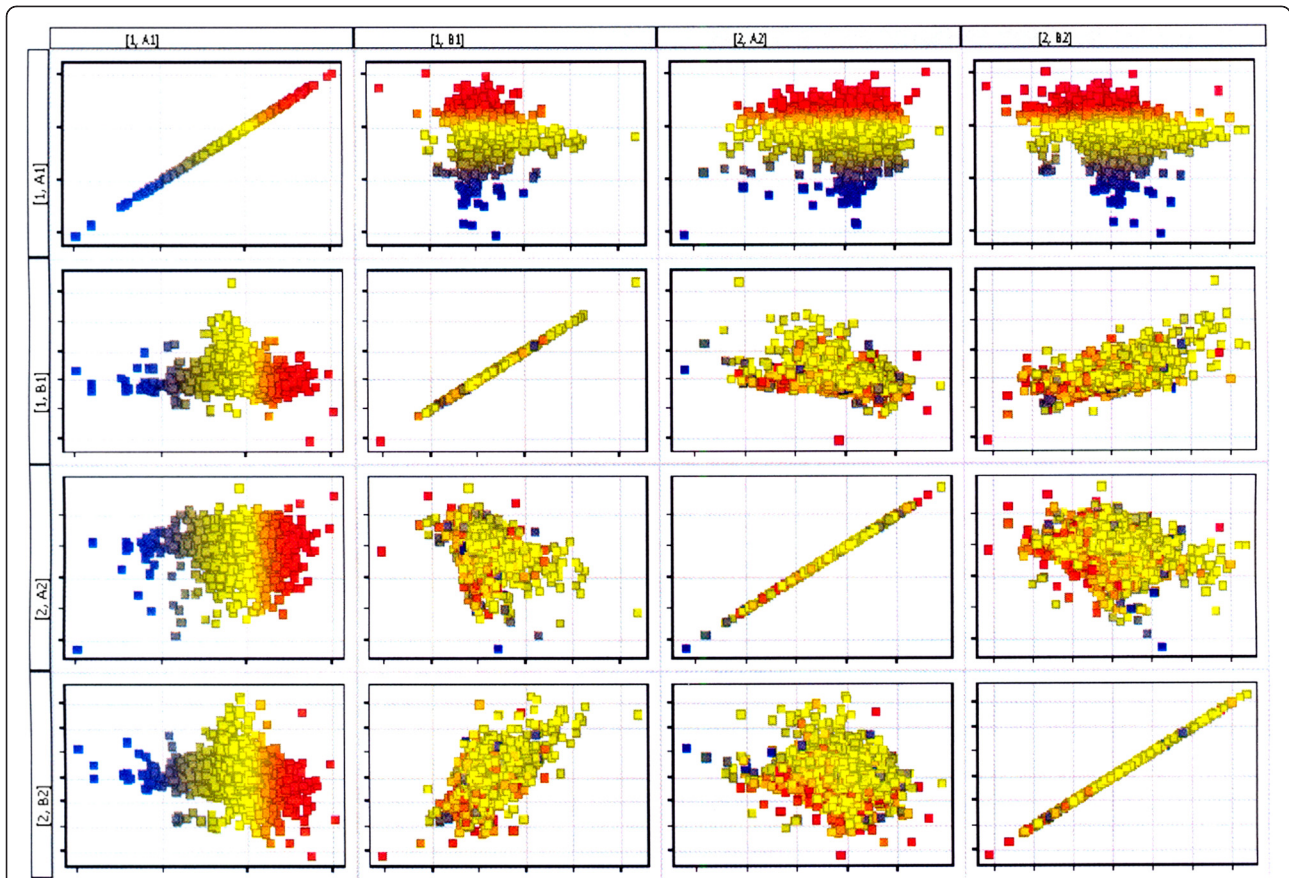 [1, A1] [1, B1] [2, A2] [2, B2]
[1, A1]
[1, B1]
[2, A2]
[2, B2]